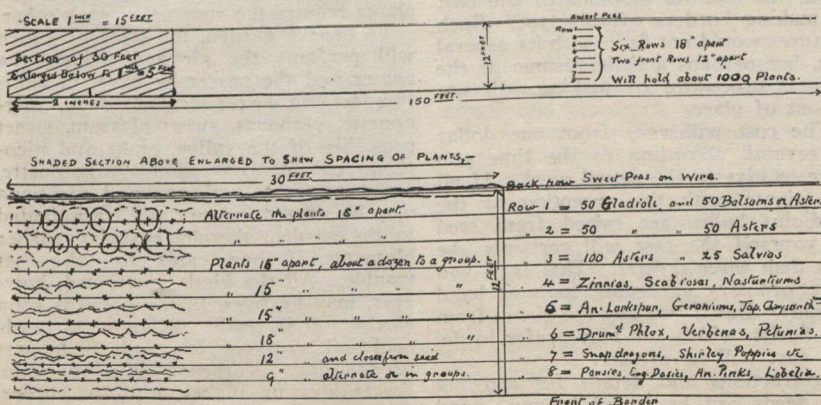 SCALE 1 INCH = 15 FEET
SWEET PEAS
ROW 1
Six Rows 18" apart
Two front Rows 12" apart
Will hold about 1000 Plants.
12 FEET
Section of 30 Feet
Enlarged Below to 1 INCH = 5 FEET
2 INCHES
150 FEET.
SHADED SECTION ABOVE ENLARGED TO SHOW SPACING OF PLANTS,-
30 FEET
12 FEET
Back row Sweet Peas on Wire.
Alternate the plants 18" apart.
Row 1 = 50 Gladioli and 50 Balsams or Asters
" " " " "
" 2 = 50 " " 50 Asters
Plants 15" apart, about a dozen to a group.
" 3 = 100 Asters " 25 Salvias
" 15" " " "
" 4 = Zinnias, Scabiosas, Nasturtiums
" 15" " " "
" 5 = An. Larkspur, Geraniums, Jap. Chrysanth
" 18" " "
" 6 = Drumd Phlox, Verbenas, Petunias.
" 12" and closer from seed
" 7 = Snapdragons, Shirley Poppies etc
" 9" alternate or in groups.
" 8 = Pansies, Eng. Dasies, An. Pinks, Lobelia.
Front of Border